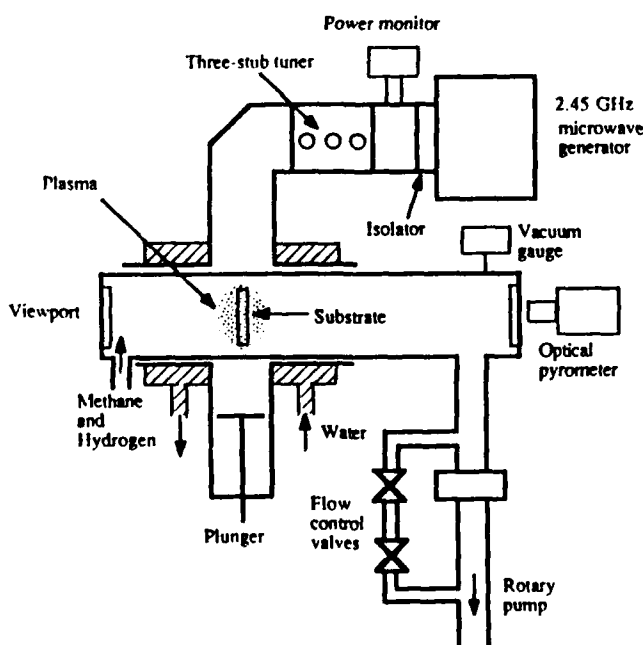 Power monitor
Three-stub tuner
2.45 GHz
microwave
generator
Plasma
Isolator
Vacuum
gauge
Viewport
Substrate
Optical
pyrometer
Methane
and
Hydrogen
Water
Flow
control
valves
Plunger
Rotary
pump